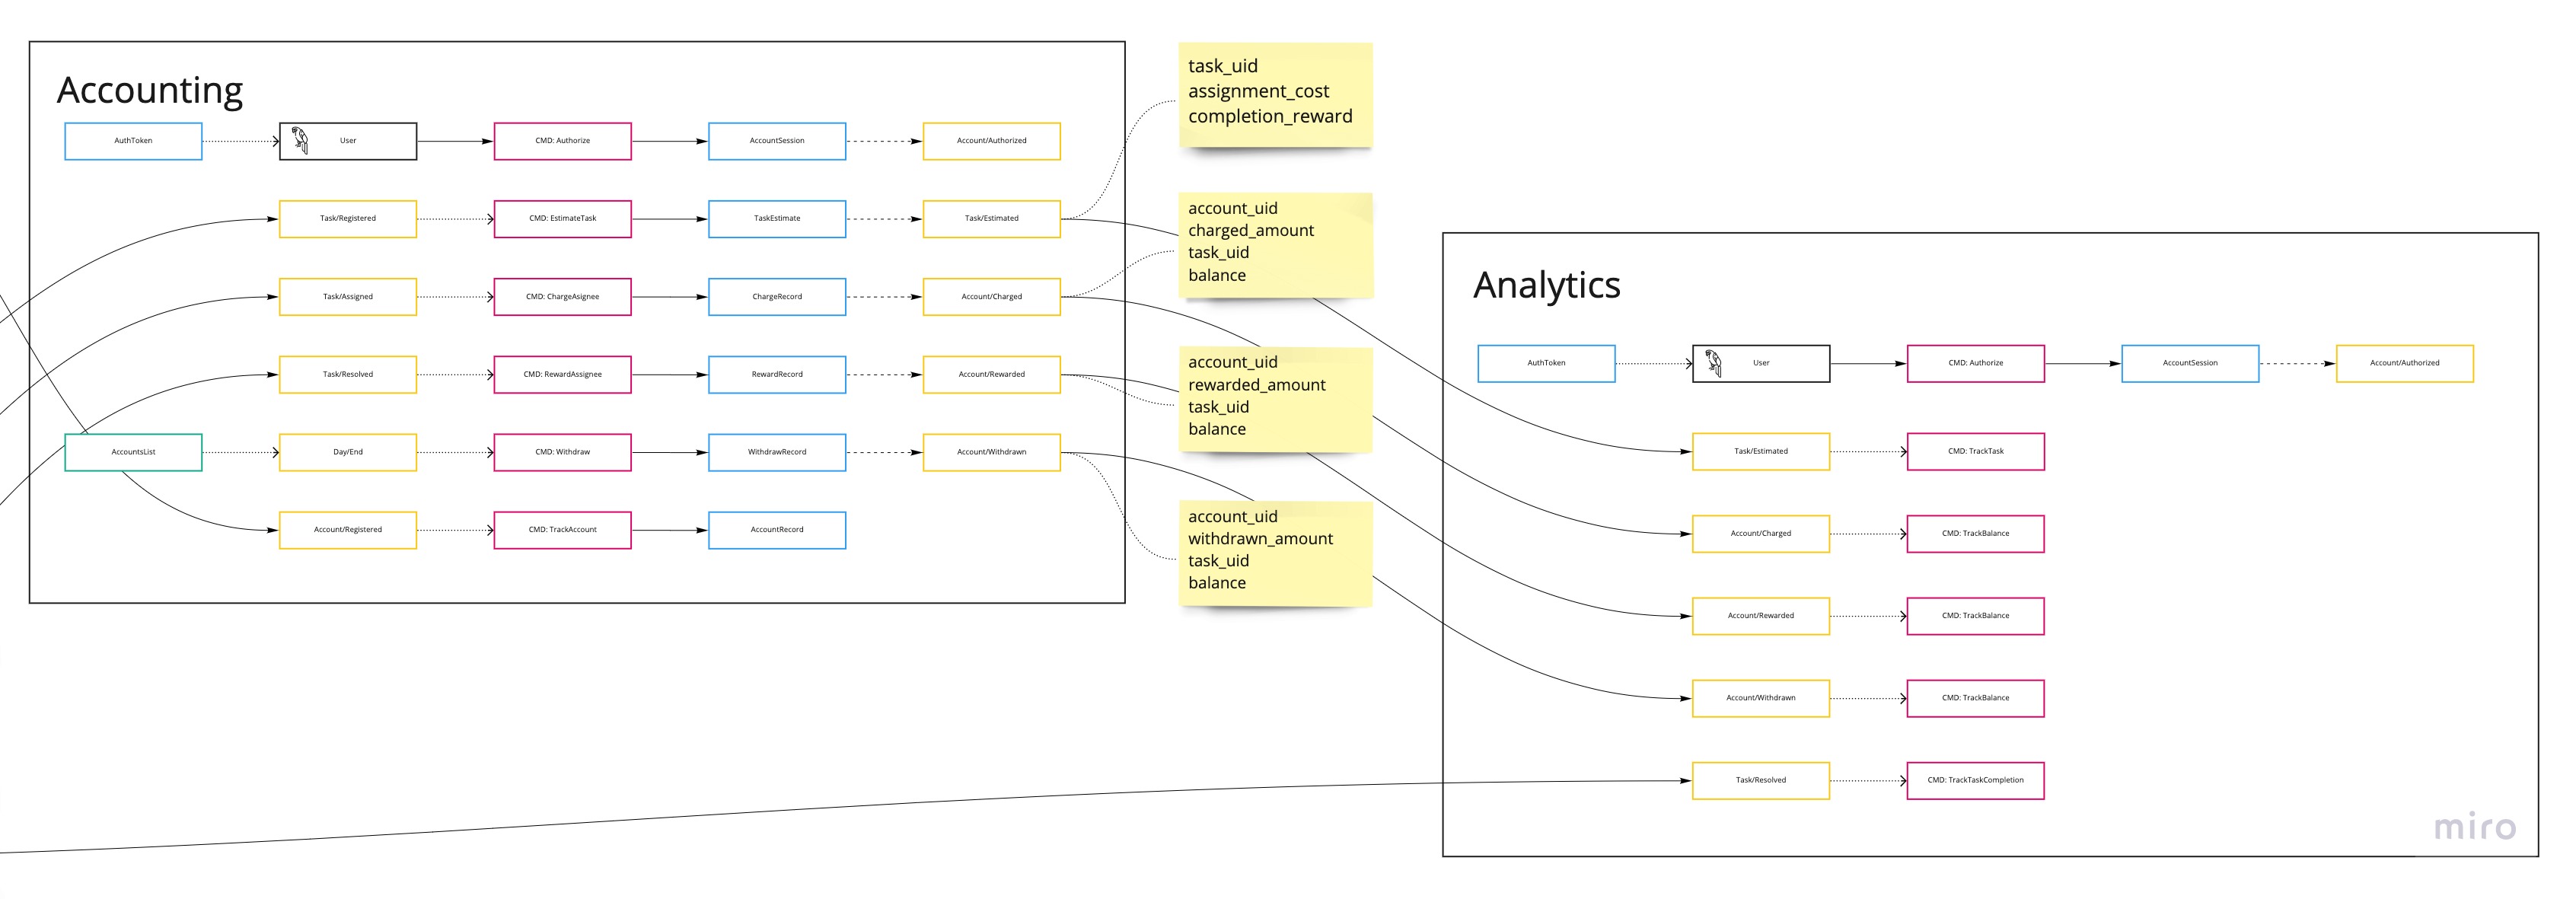 Accounting
AuthToken
User
CMD: Authorize
AccountSession
Account/Authorized
Task/Registered
CMD: EstimateTask
TaskEstimate
Task/Estimated
Task/Assigned
CMD: ChargeAsignee
ChargeRecord
Account/Charged
Task/Resolved
CMD: RewardAssignee
RewardRecord
Account/Rewarded
AccountsList
Day/End
CMD: Withdraw
WithdrawRecord
Account/Withdrawn
Account/Registered
CMD: TrackAccount
AccountRecord
task_uid
assignment_cost
completion_reward
account_uid
charged_amount
task_uid
balance
account_uid
rewarded_amount
task_uid
balance
account_uid
withdrawn_amount
task_uid
balance
Analytics
AuthToken
User
CMD: Authorize
AccountSession
Account/Authorized
Task/Estimated
CMD: TrackTask
Account/Charged
CMD: TrackBalance
Account/Rewarded
CMD: TrackBalance
Account/Withdrawn
CMD: TrackBalance
Task/Resolved
CMD: TrackTaskCompletion
miro